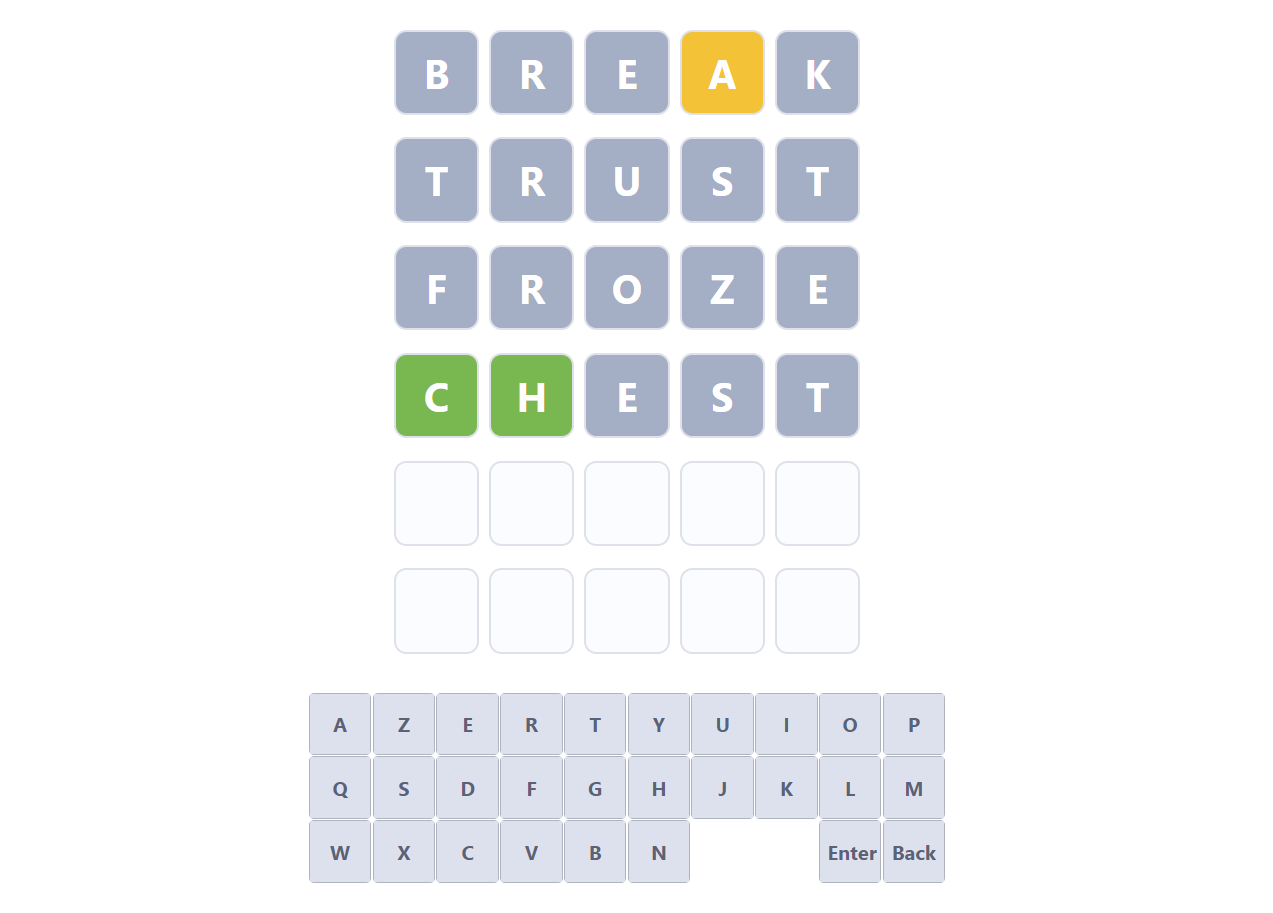 B R E A K
T R U S T
F R O Z E
C H E S T
A Z E R T Y U I O P
Q S D F G H J K L M
W X C V B N Enter Back